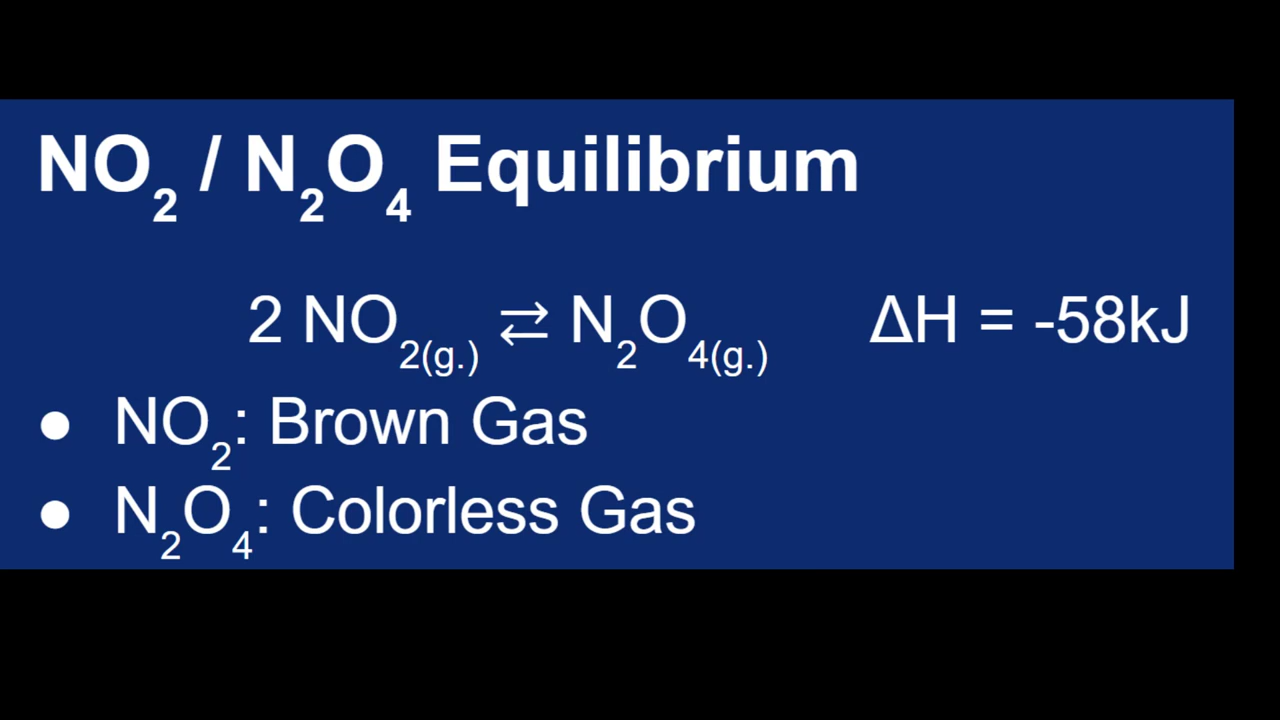 NO₂ / N₂O₄ Equilibrium
2 NO₂(g.) ⇄ N₂O₄(g.) ΔH = -58kJ
● NO₂: Brown Gas
● N₂O₄: Colorless Gas